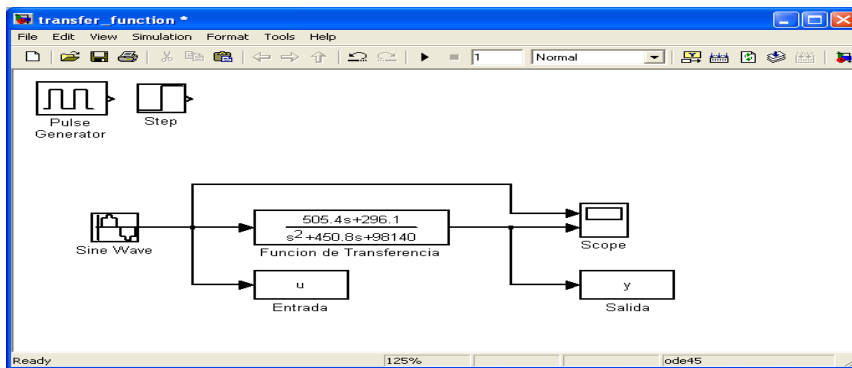 transfer_function *
File Edit View Simulation Format Tools Help
1 Normal
Pulse
Generator
Step
Sine Wave
505.4s+296.1
s²+450.8s+98140
Funcion de Transferencia
Scope
u
Entrada
y
Salida
Ready 125% ode45